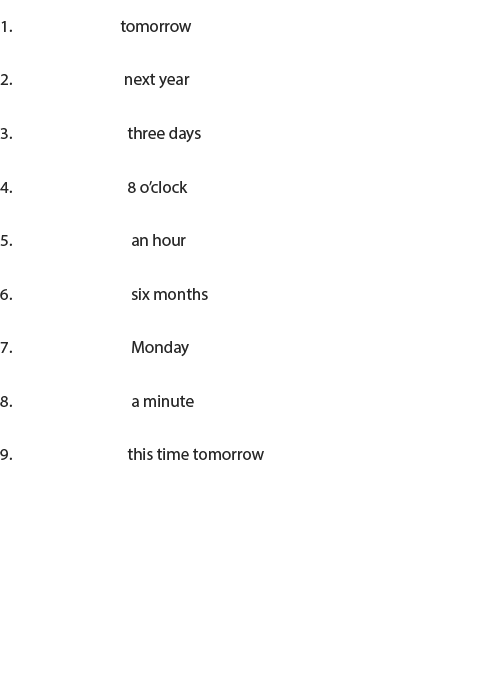 1. tomorrow
2. next year
3. three days
4. 8 o’clock
5. an hour
6. six months
7. Monday
8. a minute
9. this time tomorrow